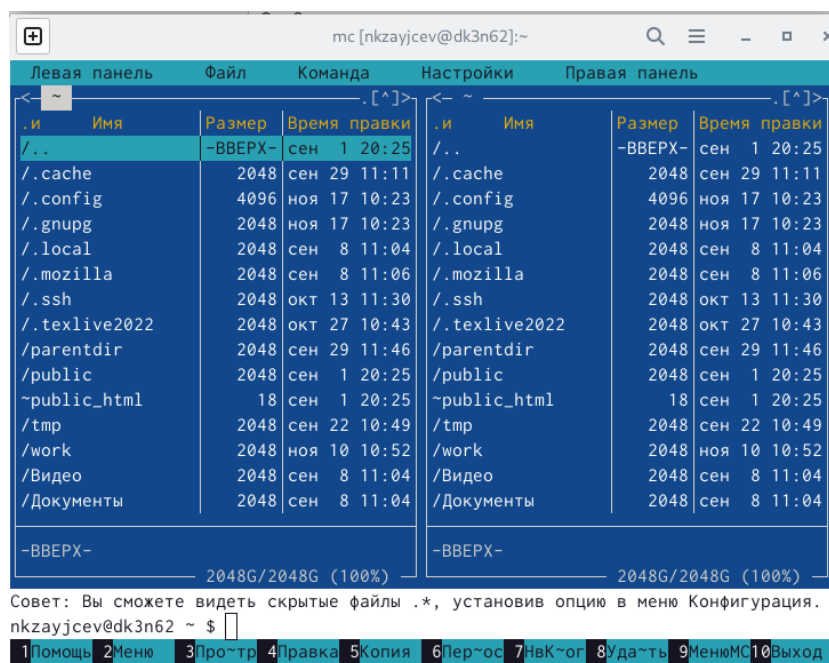 mc [nkzayjcev@dk3n62]:~
Левая панель Файл Команда Настройки Правая панель
<— ~ .[^]> <— ~ .[^]>
.и Имя Размер Время правки .и Имя Размер Время правки
/.. -ВВЕРХ- сен 1 20:25 /.. -ВВЕРХ- сен 1 20:25
/.cache 2048 сен 29 11:11 /.cache 2048 сен 29 11:11
/.config 4096 ноя 17 10:23 /.config 4096 ноя 17 10:23
/.gnupg 2048 ноя 17 10:23 /.gnupg 2048 ноя 17 10:23
/.local 2048 сен 8 11:04 /.local 2048 сен 8 11:04
/.mozilla 2048 сен 8 11:06 /.mozilla 2048 сен 8 11:06
/.ssh 2048 окт 13 11:30 /.ssh 2048 окт 13 11:30
/.texlive2022 2048 окт 27 10:43 /.texlive2022 2048 окт 27 10:43
/parentdir 2048 сен 29 11:46 /parentdir 2048 сен 29 11:46
/public 2048 сен 1 20:25 /public 2048 сен 1 20:25
~public_html 18 сен 1 20:25 ~public_html 18 сен 1 20:25
/tmp 2048 сен 22 10:49 /tmp 2048 сен 22 10:49
/work 2048 ноя 10 10:52 /work 2048 ноя 10 10:52
/Видео 2048 сен 8 11:04 /Видео 2048 сен 8 11:04
/Документы 2048 сен 8 11:04 /Документы 2048 сен 8 11:04
-ВВЕРХ- -ВВЕРХ-
2048G/2048G (100%) 2048G/2048G (100%)
Совет: Вы сможете видеть скрытые файлы .*, установив опцию в меню Конфигурация.
nkzayjcev@dk3n62 ~ $
1Помощь 2Меню 3Про~тр 4Правка 5Копия 6Пер~ос 7НвК~ог 8Уда~ть 9МенюМС 10Выход